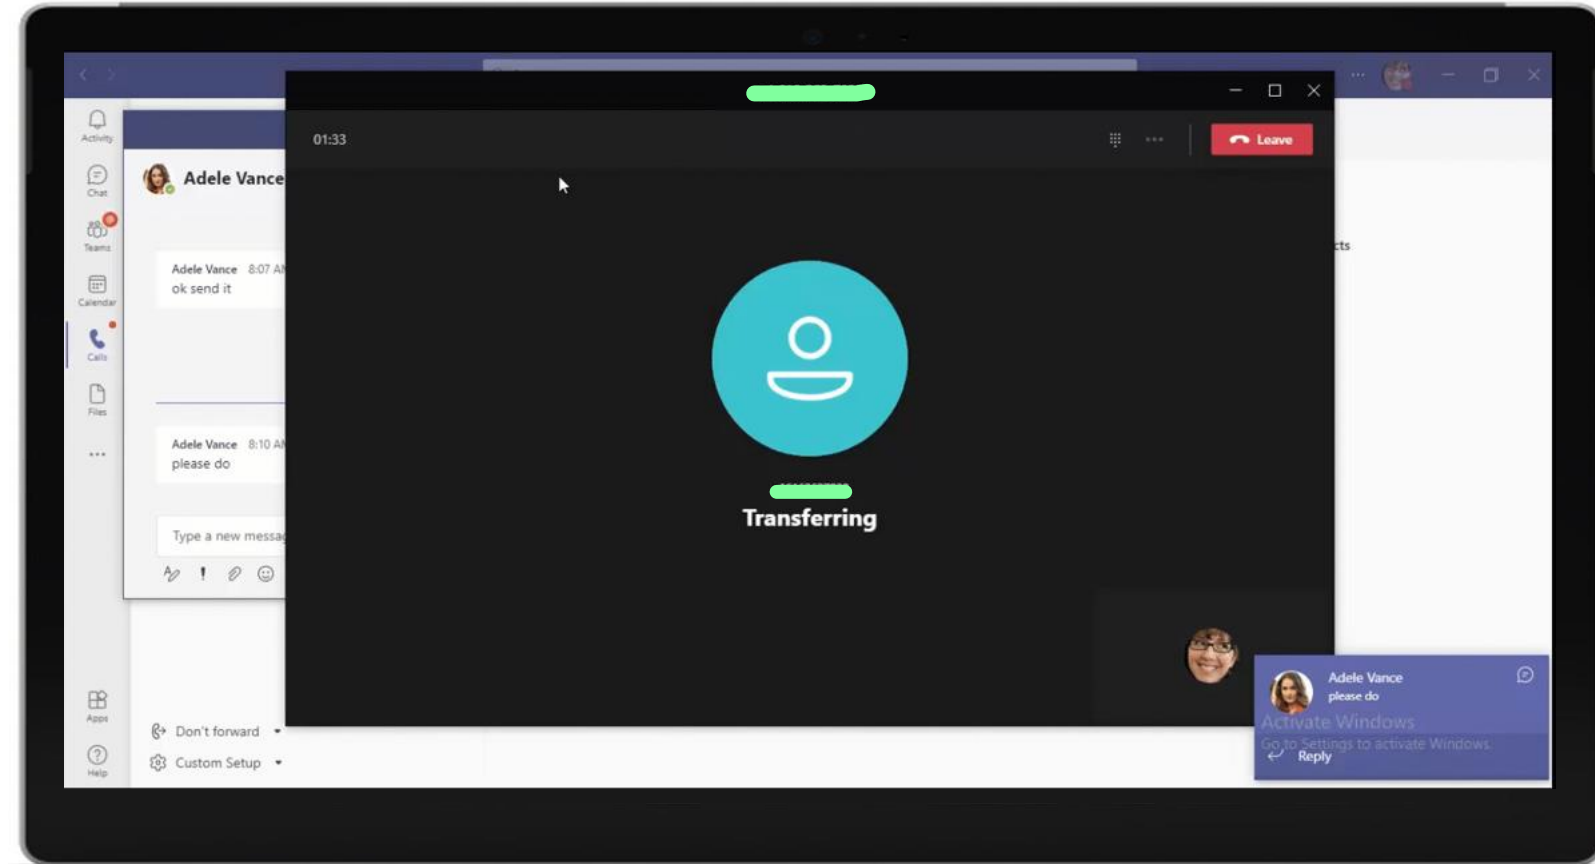 01:33
Leave
Activity
Chat
Teams
Calendar
Calls
Files
Apps
Help
Adele Vance
Adele Vance 8:07
ok send it
Adele Vance 8:10
please do
Type a new
Don't forward
Custom Setup
Transferring
Adele Vance
please do
Activate Windows
Go to Settings to activate Windows.
Reply